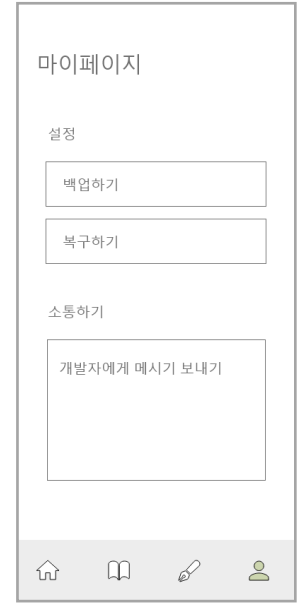 마이페이지
설정
백업하기
복구하기
소통하기
개발자에게 메시기 보내기